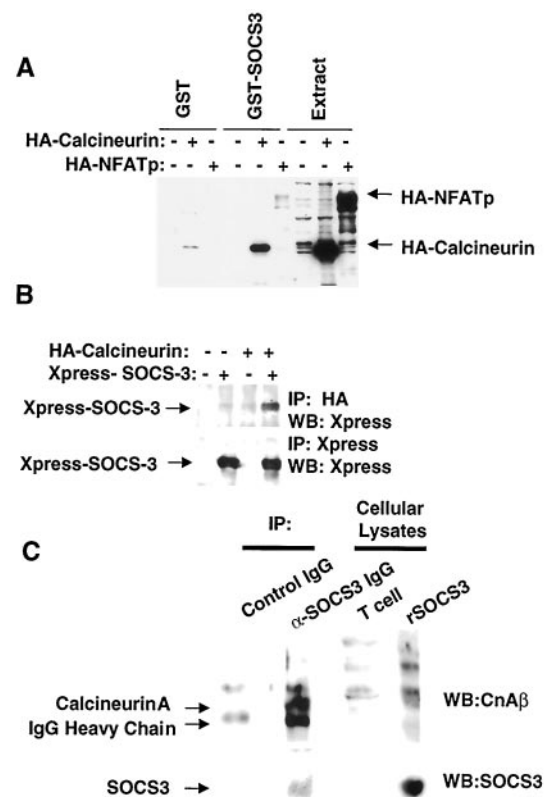 A
GST
GST-SOCS3
Extract
HA-Calcineurin: - + - - + - - + -
HA-NFATp: - - + - - + - - +
HA-NFATp
HA-Calcineurin
B
HA-Calcineurin: - - + +
Xpress- SOCS-3: - + - +
Xpress-SOCS-3
IP: HA
WB: Xpress
IP: Xpress
WB: Xpress
Xpress-SOCS-3
C
IP:
Cellular
Lysates
Control IgG
α-SOCS3 IgG
T cell
rSOCS3
CalcineurinA
IgG Heavy Chain
WB:CnAβ
SOCS3
WB:SOCS3